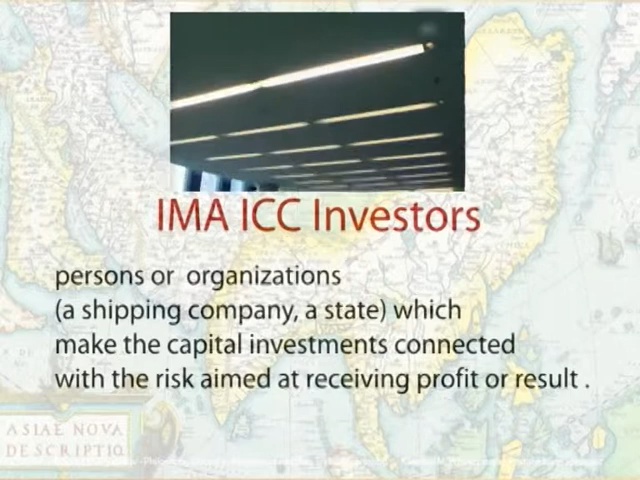 IMA ICC Investors
persons or organizations
(a shipping company, a state) which
make the capital investments connected
with the risk aimed at receiving profit or result .
ASIAE NOVA
DESCRIPTIO